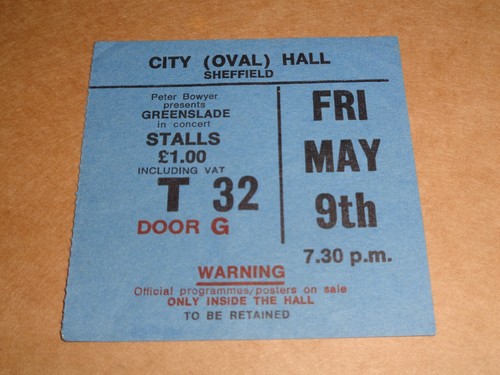 CITY (OVAL) HALL
SHEFFIELD
Peter Bowyer
presents
GREENSLADE
in concert
STALLS
£1.00
INCLUDING VAT
T 32
DOOR G
FRI
MAY
9th
7.30 p.m.
WARNING
Official programmes/posters on sale
ONLY INSIDE THE HALL
TO BE RETAINED